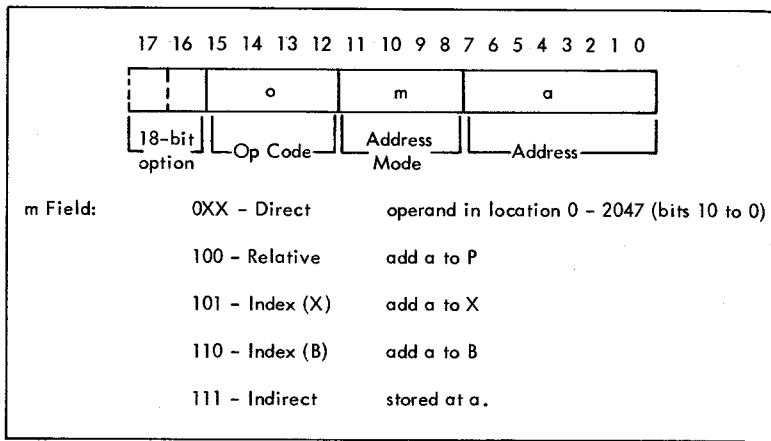 17 16 15 14 13 12 11 10 9 8 7 6 5 4 3 2 1 0
o m a
18-bit option Op Code Address Mode Address
m Field: 0XX - Direct operand in location 0 - 2047 (bits 10 to 0)
100 - Relative add a to P
101 - Index (X) add a to X
110 - Index (B) add a to B
111 - Indirect stored at a.